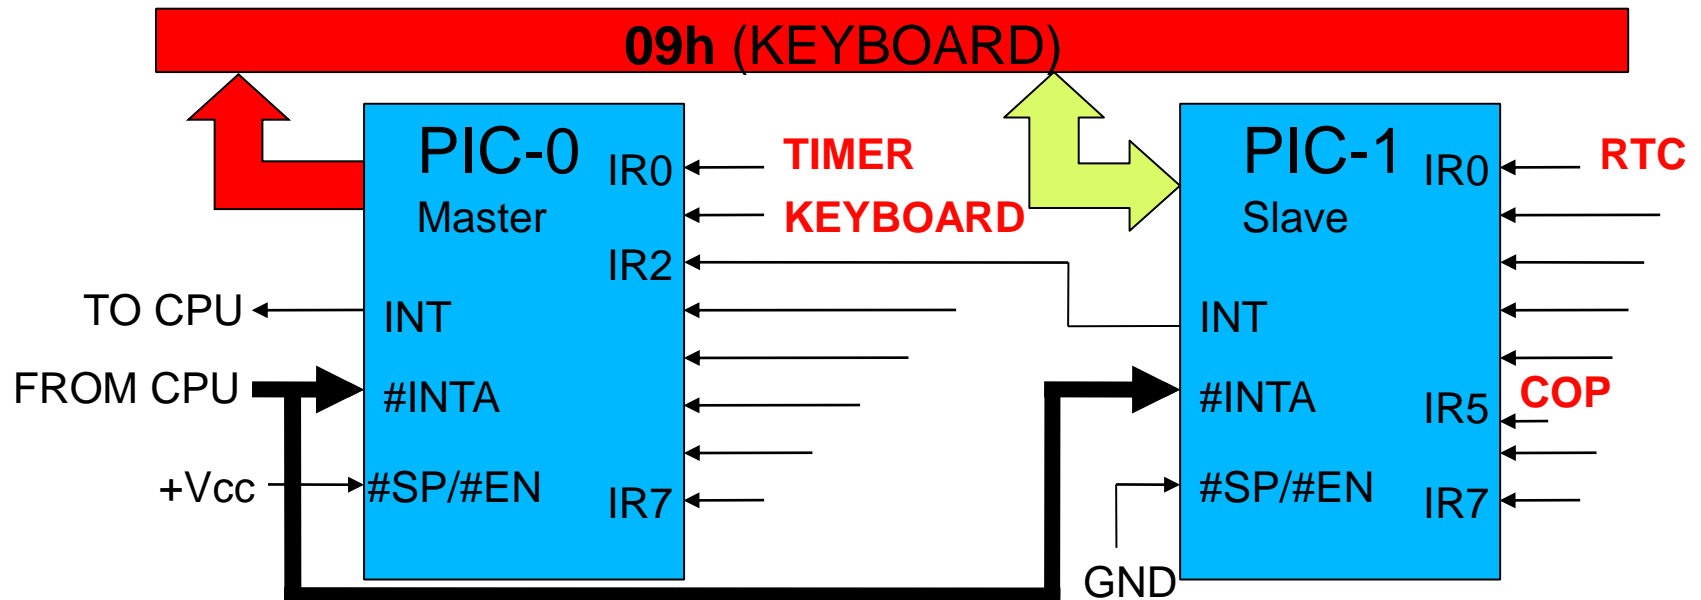 09h (KEYBOARD)
PIC-0
Master
IR0
TIMER
KEYBOARD
IR2
TO CPU
INT
FROM CPU
#INTA
+Vcc
#SP/#EN
IR7
PIC-1
Slave
IR0
RTC
INT
#INTA
COP
IR5
#SP/#EN
IR7
GND